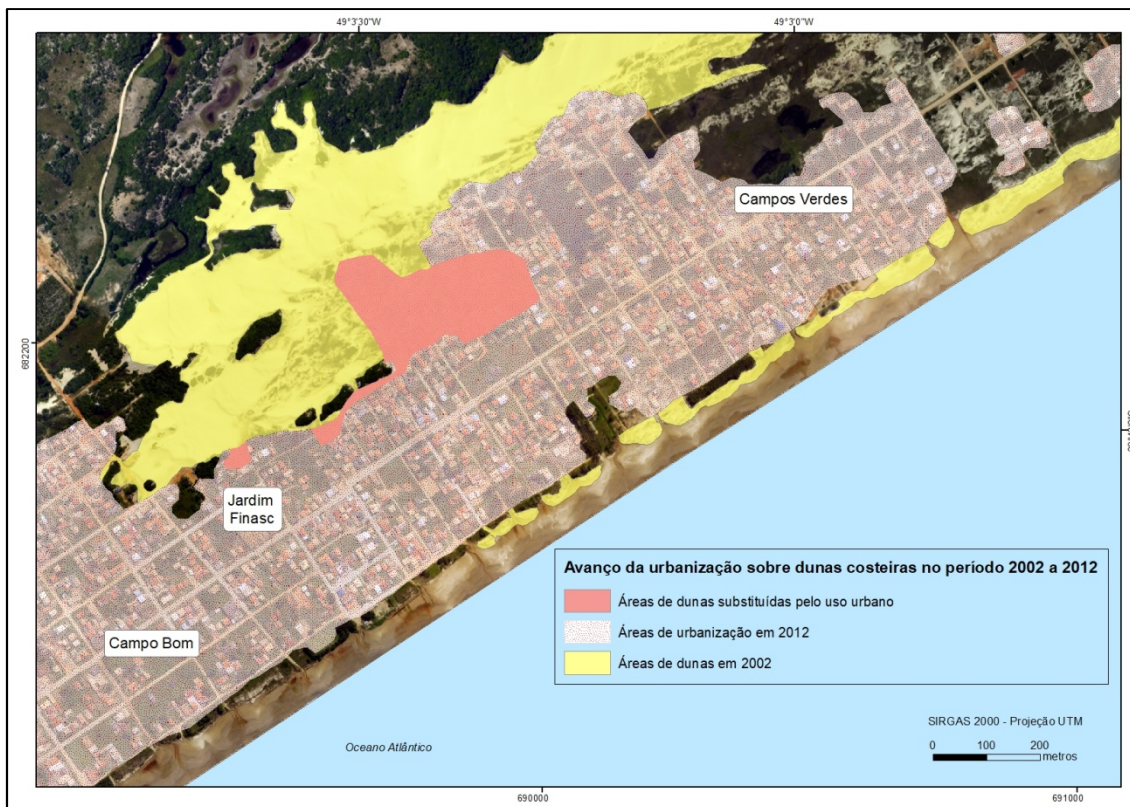 49°3'30"W
49°3'0"W
Campos Verdes
682200
Jardim
Finasc
Avanço da urbanização sobre dunas costeiras no período 2002 a 2012
Áreas de dunas substituídas pelo uso urbano
Áreas de urbanização em 2012
Áreas de dunas em 2002
Campo Bom
SIRGAS 2000 - Projeção UTM
0 100 200
metros
Oceano Atlântico
690000
691000